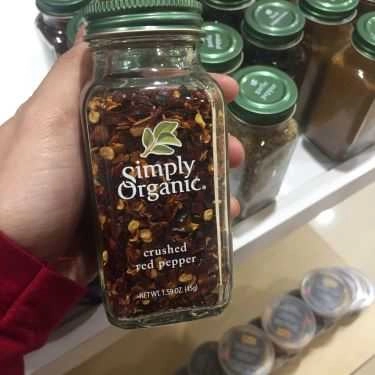 Simply
Organic®
crushed
red pepper
NET WT. 1.59 OZ. (45g)